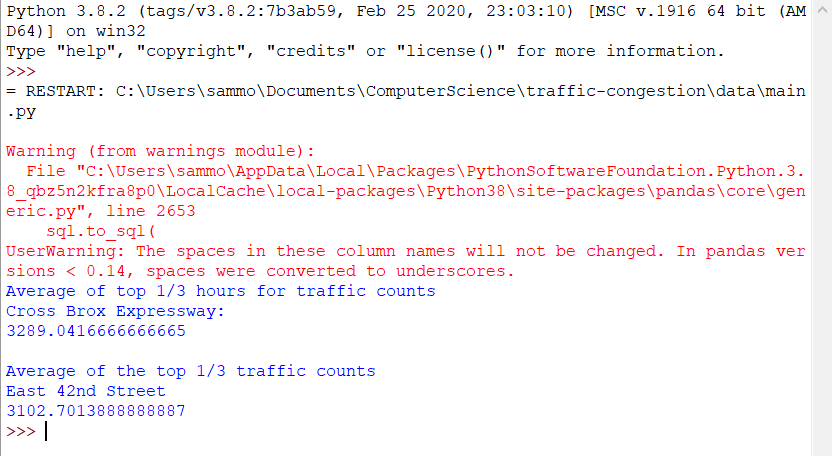 Python 3.8.2 (tags/v3.8.2:7b3ab59, Feb 25 2020, 23:03:10) [MSC v.1916 64 bit (AM
D64)] on win32
Type "help", "copyright", "credits" or "license()" for more information.
>>>
= RESTART: C:\Users\sammo\Documents\ComputerScience\traffic-congestion\data\main
.py
Warning (from warnings module):
  File "C:\Users\sammo\AppData\Local\Packages\PythonSoftwareFoundation.Python.3.
8_qbz5n2kfra8p0\LocalCache\local-packages\Python38\site-packages\pandas\core\gen
eric.py", line 2653
    sql.to_sql(
UserWarning: The spaces in these column names will not be changed. In pandas ver
sions < 0.14, spaces were converted to underscores.
Average of top 1/3 hours for traffic counts
Cross Brox Expressway:
3289.0416666666665
Average of the top 1/3 traffic counts
East 42nd Street
3102.7013888888887
>>>